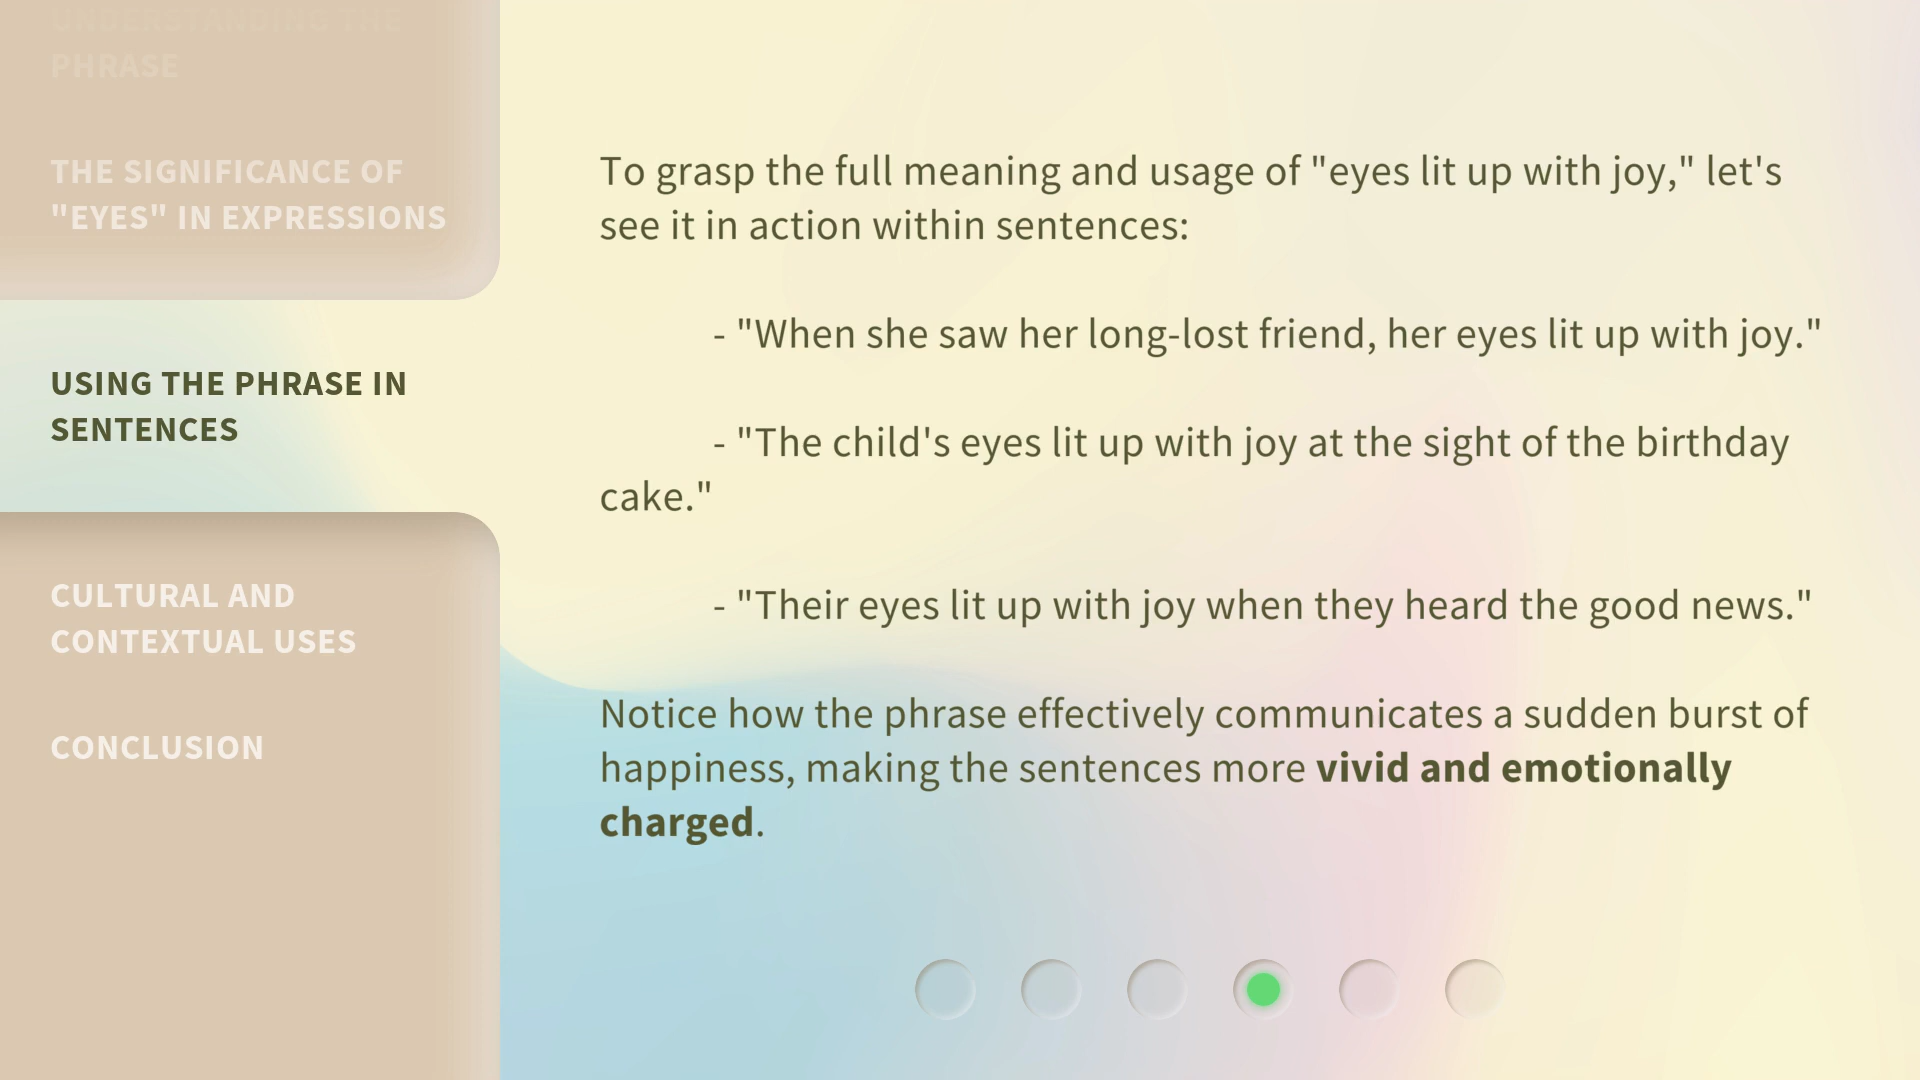 UNDERSTANDING THE
PHRASE
THE SIGNIFICANCE OF
"EYES" IN EXPRESSIONS
USING THE PHRASE IN
SENTENCES
CULTURAL AND
CONTEXTUAL USES
CONCLUSION
To grasp the full meaning and usage of "eyes lit up with joy," let's
see it in action within sentences:
- "When she saw her long-lost friend, her eyes lit up with joy."
- "The child's eyes lit up with joy at the sight of the birthday
cake."
- "Their eyes lit up with joy when they heard the good news."
Notice how the phrase effectively communicates a sudden burst of
happiness, making the sentences more vivid and emotionally
charged.